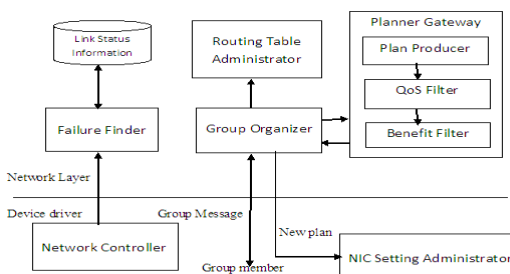 Link Status
Information
Routing Table
Administrator
Planner Gateway
Plan Producer
QoS Filter
Benefit Filter
Failure Finder
Group Organizer
Network Layer
Device driver
Group Message
New plan
Network Controller
Group member
NIC Setting Administrator